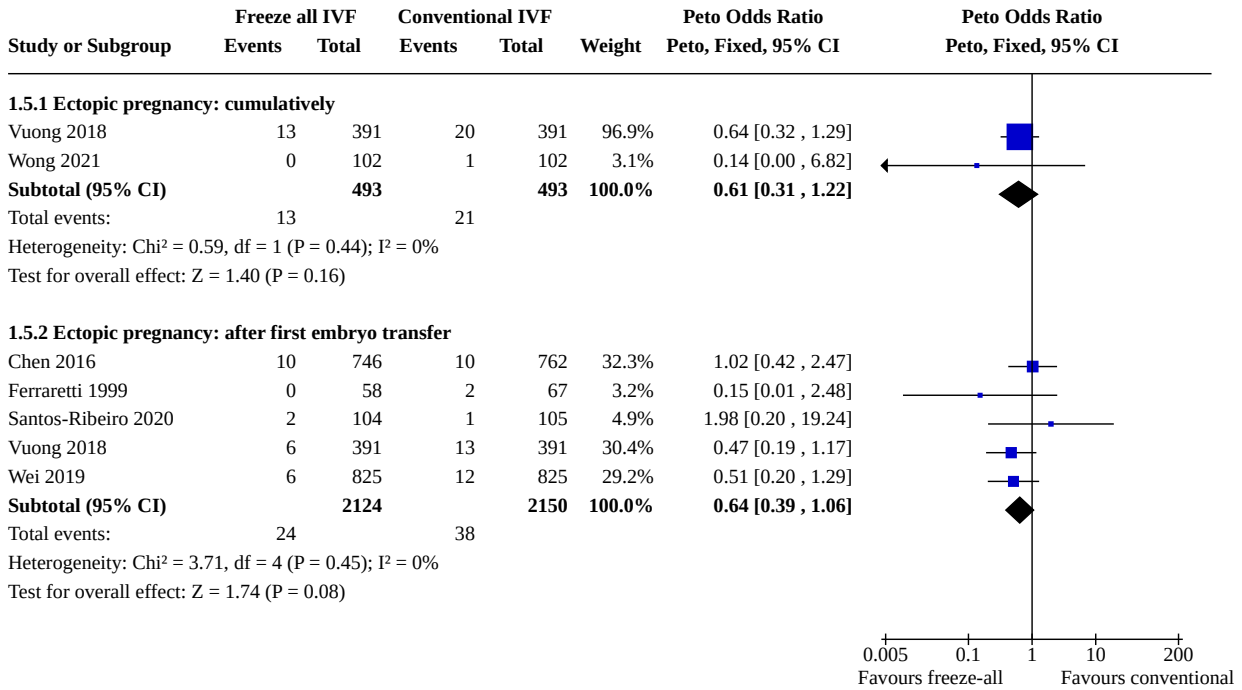 Freeze all IVF Conventional IVF Peto Odds Ratio Peto Odds Ratio
Study or Subgroup Events Total Events Total Weight Peto, Fixed, 95% CI Peto, Fixed, 95% CI
1.5.1 Ectopic pregnancy: cumulatively
Vuong 2018 13 391 20 391 96.9% 0.64 [0.32 , 1.29]
Wong 2021 0 102 1 102 3.1% 0.14 [0.00 , 6.82]
Subtotal (95% CI) 493 493 100.0% 0.61 [0.31 , 1.22]
Total events: 13 21
Heterogeneity: Chi² = 0.59, df = 1 (P = 0.44); I² = 0%
Test for overall effect: Z = 1.40 (P = 0.16)
1.5.2 Ectopic pregnancy: after first embryo transfer
Chen 2016 10 746 10 762 32.3% 1.02 [0.42 , 2.47]
Ferraretti 1999 0 58 2 67 3.2% 0.15 [0.01 , 2.48]
Santos-Ribeiro 2020 2 104 1 105 4.9% 1.98 [0.20 , 19.24]
Vuong 2018 6 391 13 391 30.4% 0.47 [0.19 , 1.17]
Wei 2019 6 825 12 825 29.2% 0.51 [0.20 , 1.29]
Subtotal (95% CI) 2124 2150 100.0% 0.64 [0.39 , 1.06]
Total events: 24 38
Heterogeneity: Chi² = 3.71, df = 4 (P = 0.45); I² = 0%
Test for overall effect: Z = 1.74 (P = 0.08)
0.005 0.1 1 10 200
Favours freeze-all Favours conventional